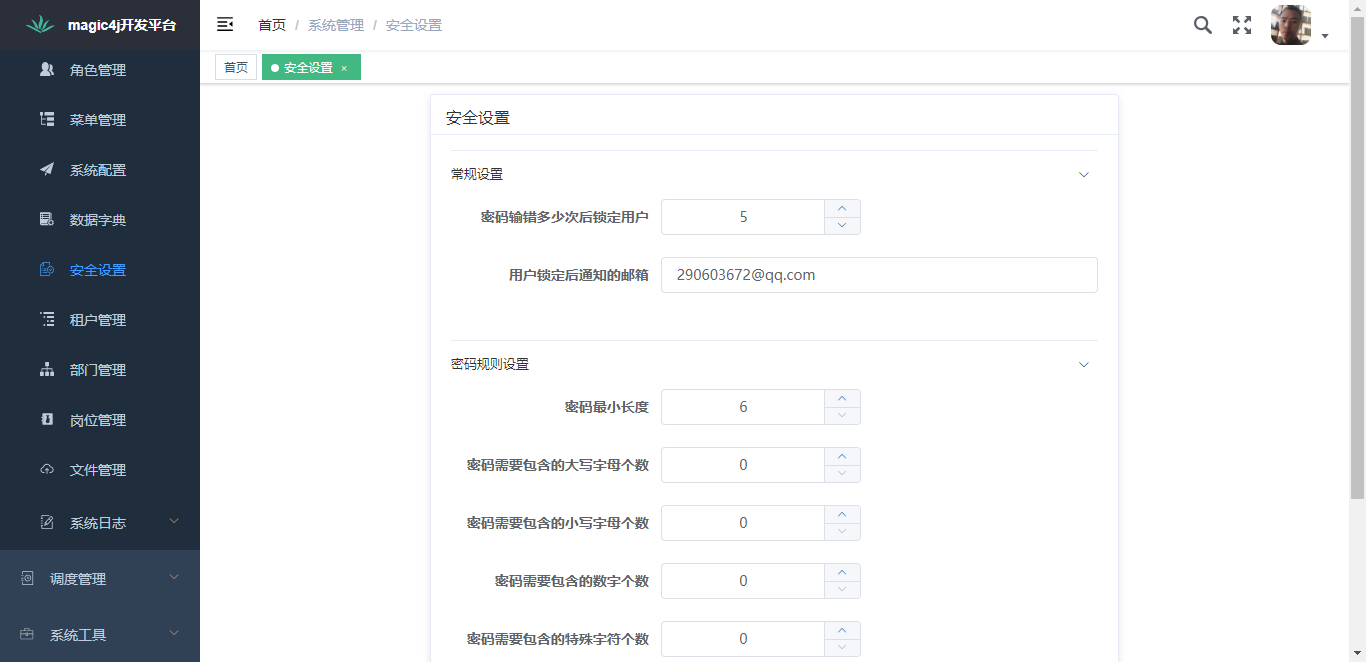 magic4j开发平台
首页 / 系统管理 / 安全设置
首页
安全设置 ×
角色管理
菜单管理
系统配置
数据字典
安全设置
租户管理
部门管理
岗位管理
文件管理
系统日志
调度管理
系统工具
安全设置
常规设置
密码输错多少次后锁定用户 5
用户锁定后通知的邮箱 290603672@qq.com
密码规则设置
密码最小长度 6
密码需要包含的大写字母个数 0
密码需要包含的小写字母个数 0
密码需要包含的数字个数 0
密码需要包含的特殊字符个数 0